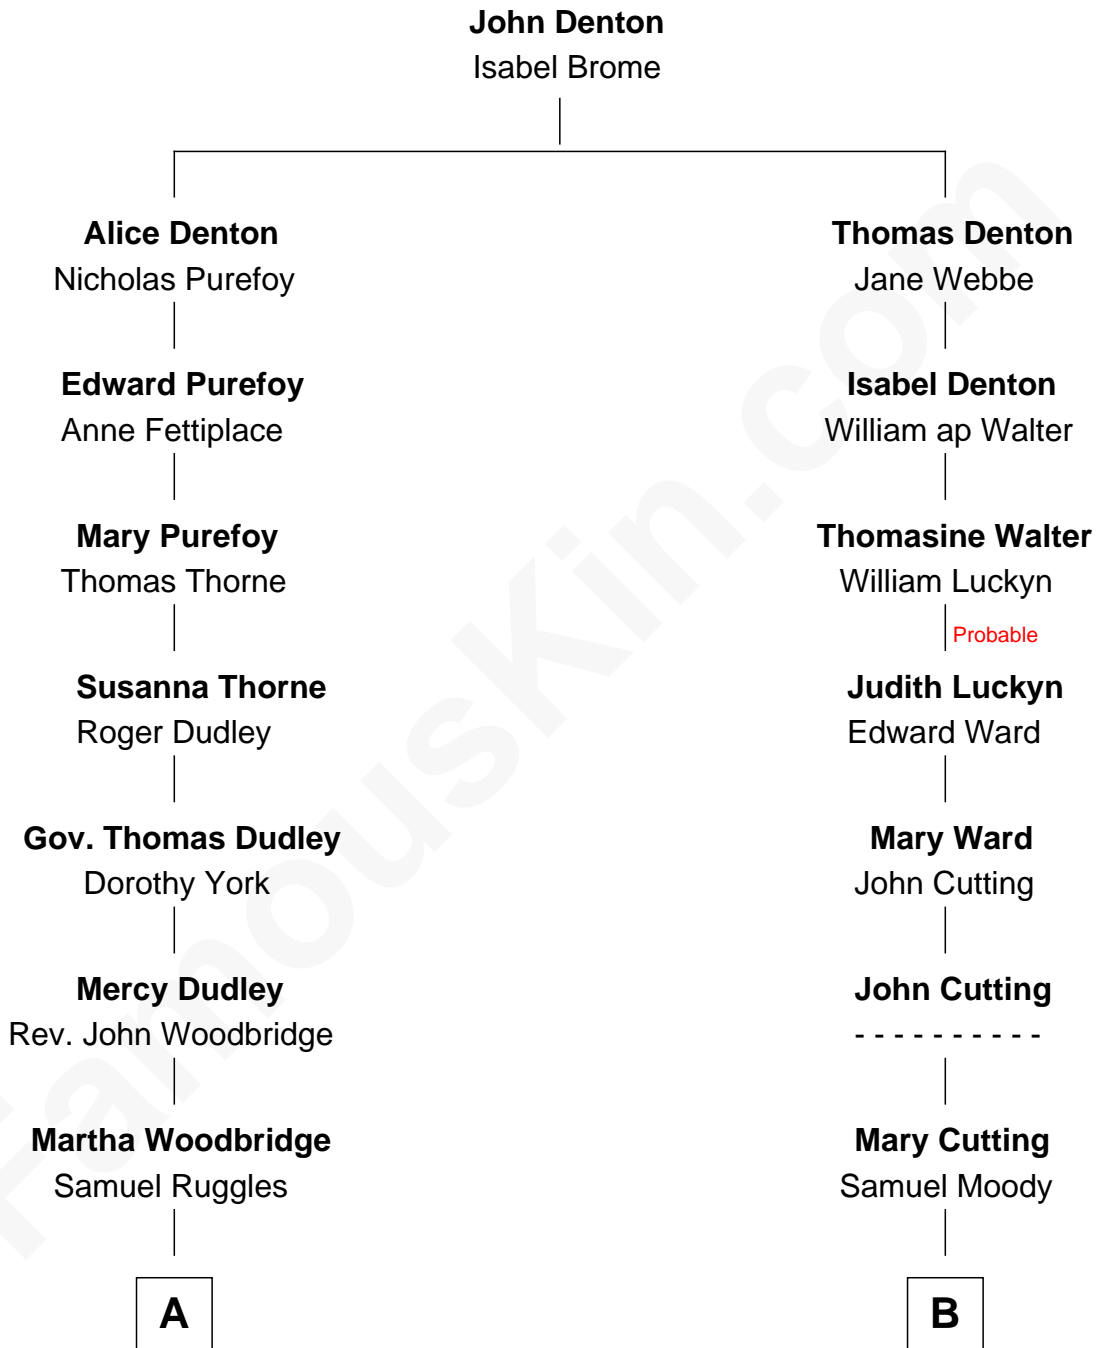 John Denton
Isabel Brome
Alice Denton
Nicholas Purefoy
Thomas Denton
Jane Webbe
Edward Purefoy
Anne Fettiplace
Isabel Denton
William ap Walter
Mary Purefoy
Thomas Thorne
Thomasine Walter
William Luckyn
Probable
Susanna Thorne
Roger Dudley
Judith Luckyn
Edward Ward
Gov. Thomas Dudley
Dorothy York
Mary Ward
John Cutting
Mercy Dudley
Rev. John Woodbridge
John Cutting
- - - - - - - - - -
Martha Woodbridge
Samuel Ruggles
Mary Cutting
Samuel Moody
A
B
FamousKin.com